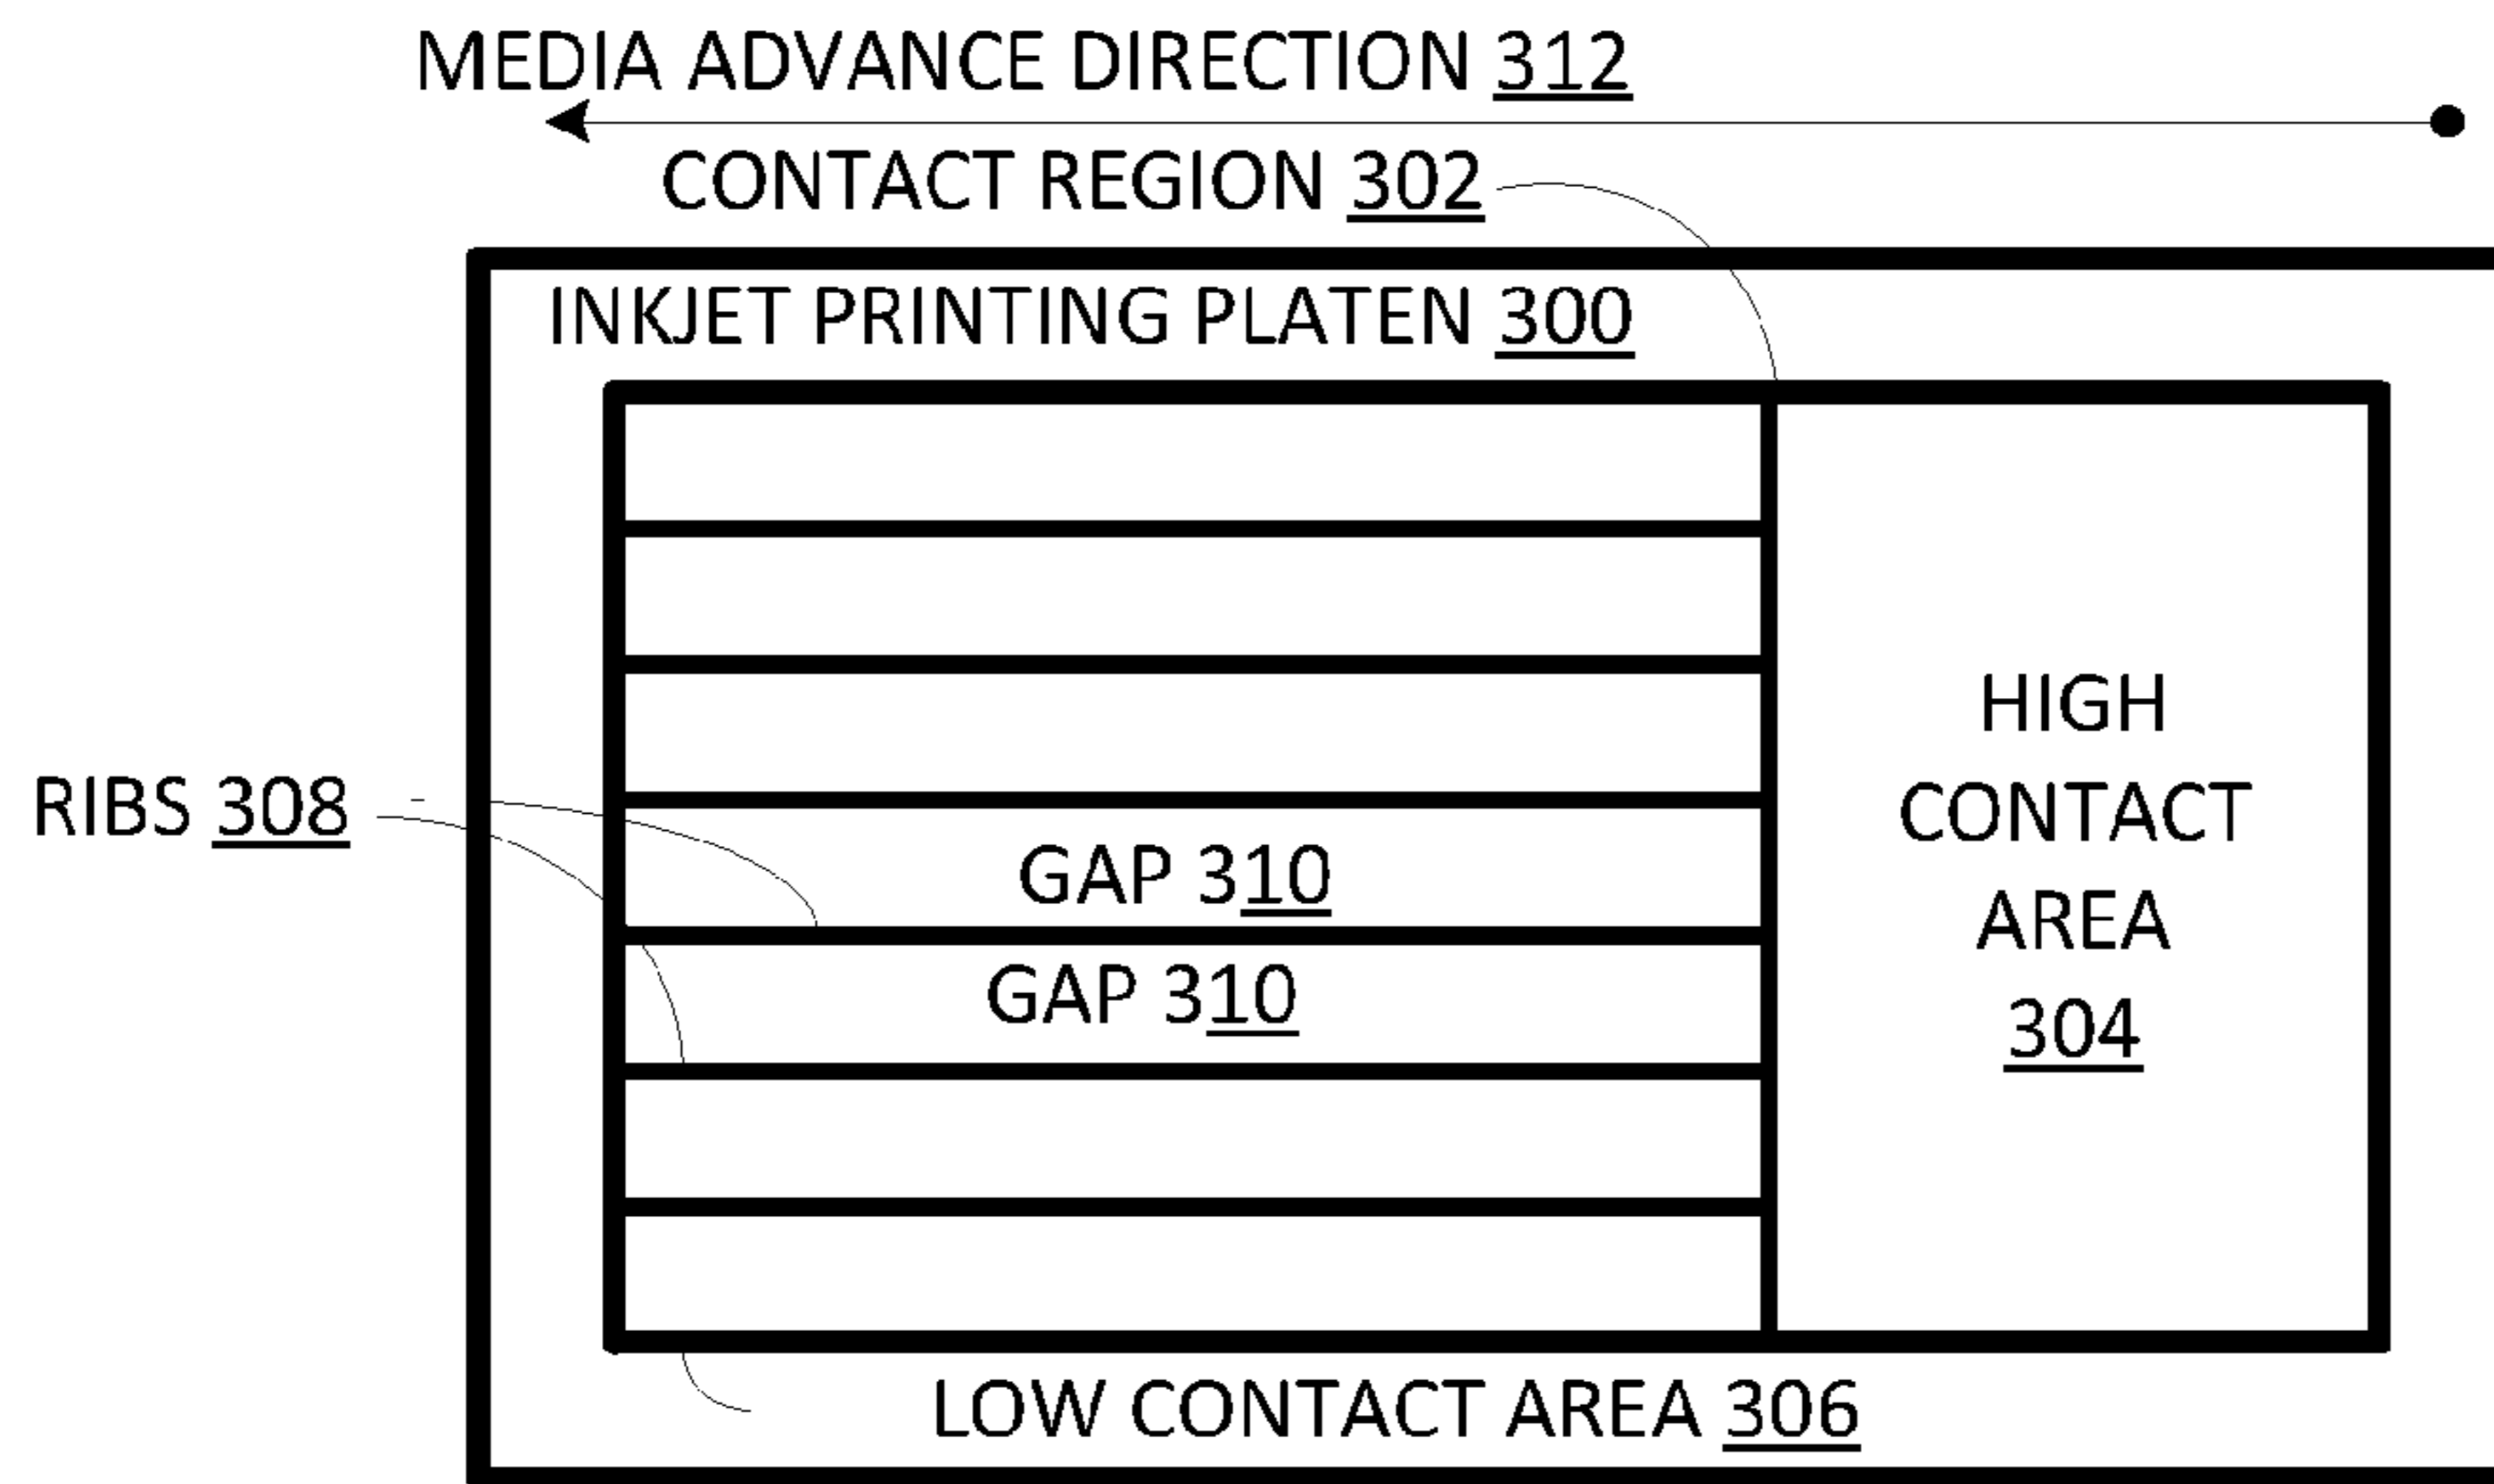 MEDIA ADVANCE DIRECTION 312
CONTACT REGION 302
INKJET PRINTING PLATEN 300
HIGH
CONTACT
AREA
304
RIBS 308
GAP 310
GAP 310
LOW CONTACT AREA 306